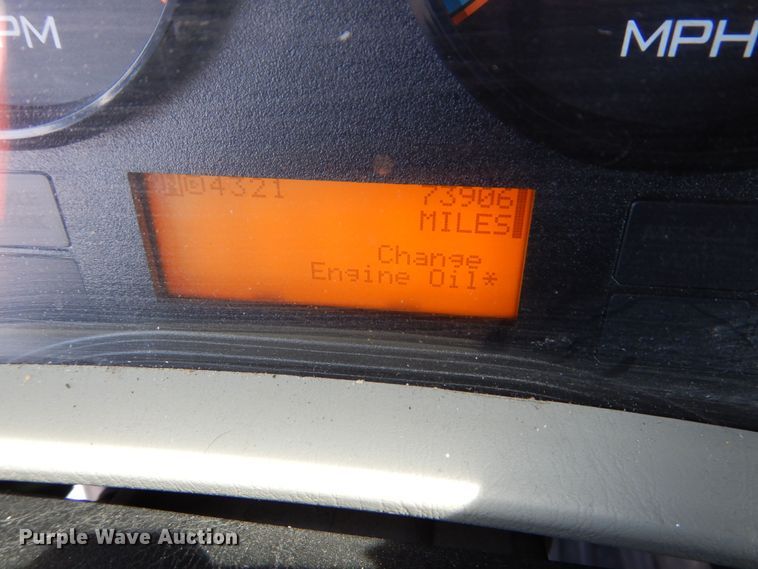 PM
MPH
N 4321 73906
MILES
Change
Engine Oil*
Purple Wave Auction